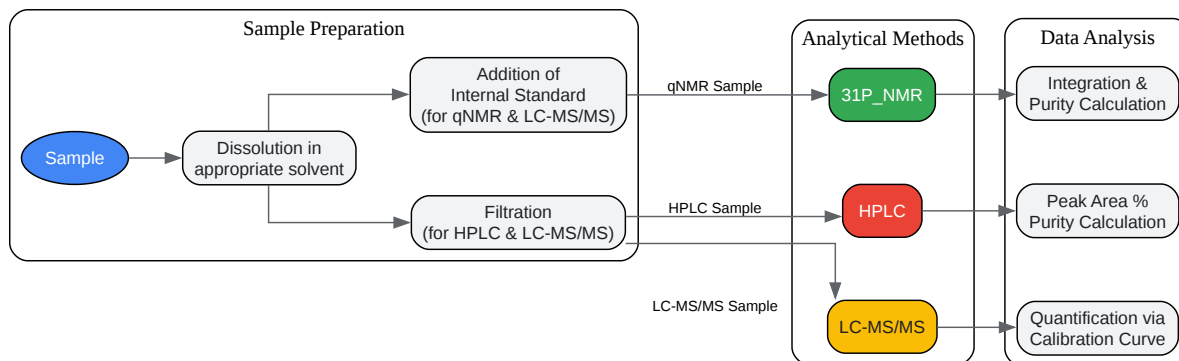 Sample Preparation
Analytical Methods
Data Analysis
Addition of
Internal Standard
(for qNMR & LC-MS/MS)
qNMR Sample
31P_NMR
Integration &
Purity Calculation
Sample
Dissolution in
appropriate solvent
Filtration
(for HPLC & LC-MS/MS)
HPLC Sample
HPLC
Peak Area %
Purity Calculation
LC-MS/MS Sample
LC-MS/MS
Quantification via
Calibration Curve